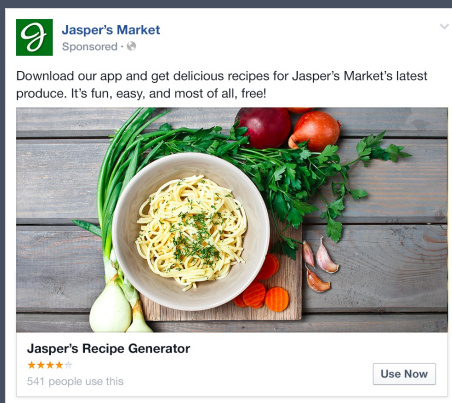 Jasper's Market
Sponsored ·
Download our app and get delicious recipes for Jasper's Market's latest
produce. It's fun, easy, and most of all, free!
Jasper's Recipe Generator
★★★★☆
541 people use this
Use Now